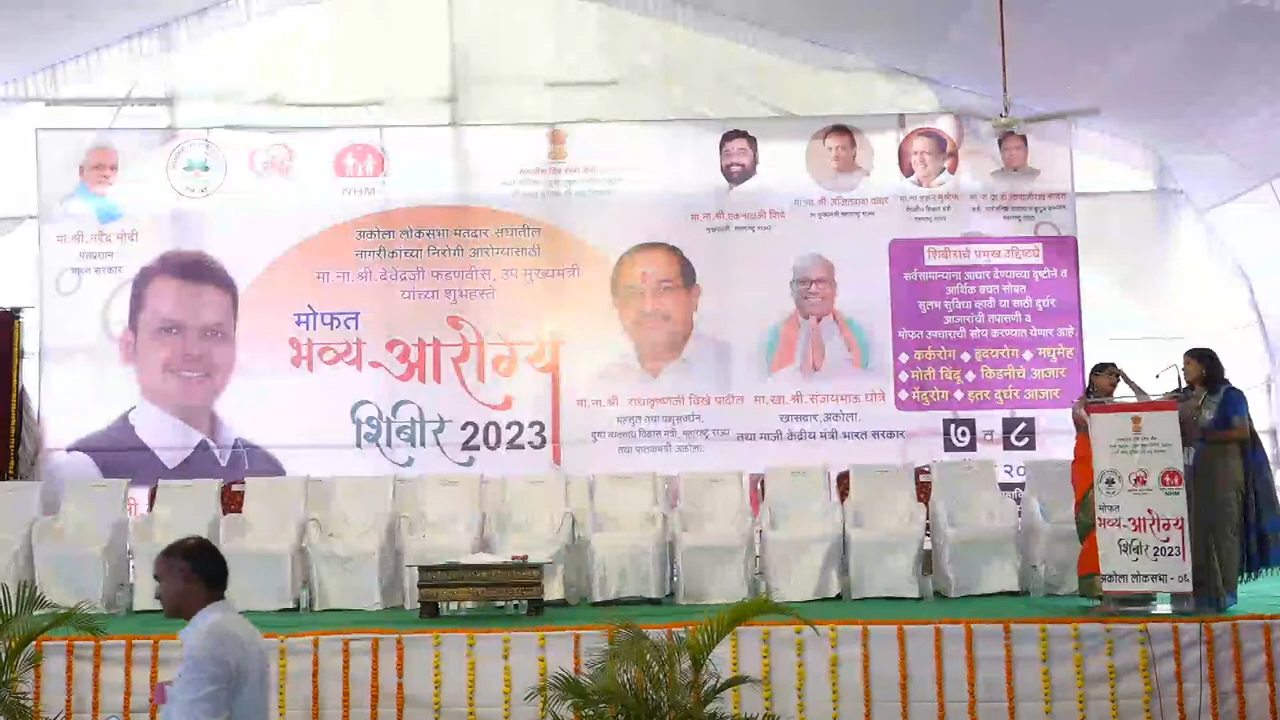 मा.श्री.नरेंद्र मोदी
पंतप्रधान
भारत सरकार
NHM
अकोला लोकसभा मतदार संघातील
नागरीकांच्या निरोगी आरोग्यासाठी
मा.ना.श्री.देवेंद्रजी फडणवीस, उप मुख्यमंत्री
यांच्या शुभहस्ते
मोफत
भव्य-आरोग्य
शिबीर 2023
मा.ना.श्री.एकनाथजी शिंदे
मुख्यमंत्री, महाराष्ट्र राज्य
मा.ना.श्री.अजितदादा पवार
उप मुख्यमंत्री महाराष्ट्र राज्य
मा.ना.श्री. राधाकृष्णजी विखे पाटील
महसूल तथा पशुसंवर्धन,
दुग्ध व्यवसाय विकास मंत्री, महाराष्ट्र राज्य
तथा पालकमंत्री अकोला.
मा.खा.श्री.संजयभाऊ धोत्रे
खासदार,अकोला.
तथा माजी केंद्रीय मंत्री भारत सरकार
शिबीराचे प्रमुख उद्दिष्टये
सर्वसामान्यांना आधार देण्याच्या दृष्टीने व
आर्थिक बचत सोबत
सुलभ सुविधा व्हावी या साठी दुर्धर
आजारांची तपासणी व
मोफत उपचाराची सोय करण्यात येणार आहे.
कर्करोग हृदयरोग मधुमेह
मोती बिंदू किडनीचे आजार
मेंदुरोग इतर दुर्धर आजार
७ व ८
NHM
मोफत
भव्य-आरोग्य
शिबीर 2023
अकोला लोकसभा - ०६